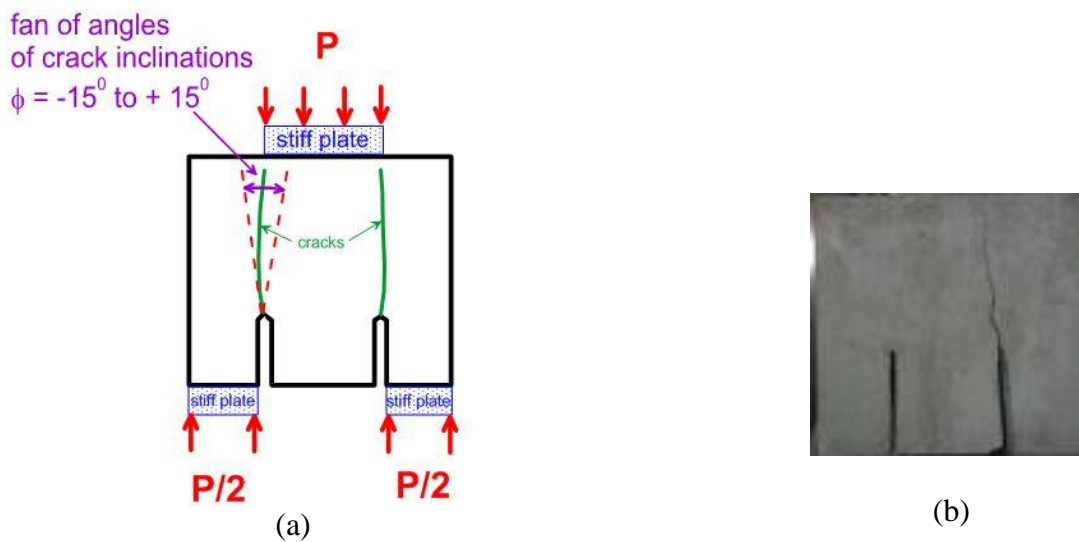 fan of angles
of crack inclinations
ϕ = -15⁰ to + 15⁰
P
stiff plate
cracks
stiff plate
stiff plate
P/2
P/2
(a)
(b)